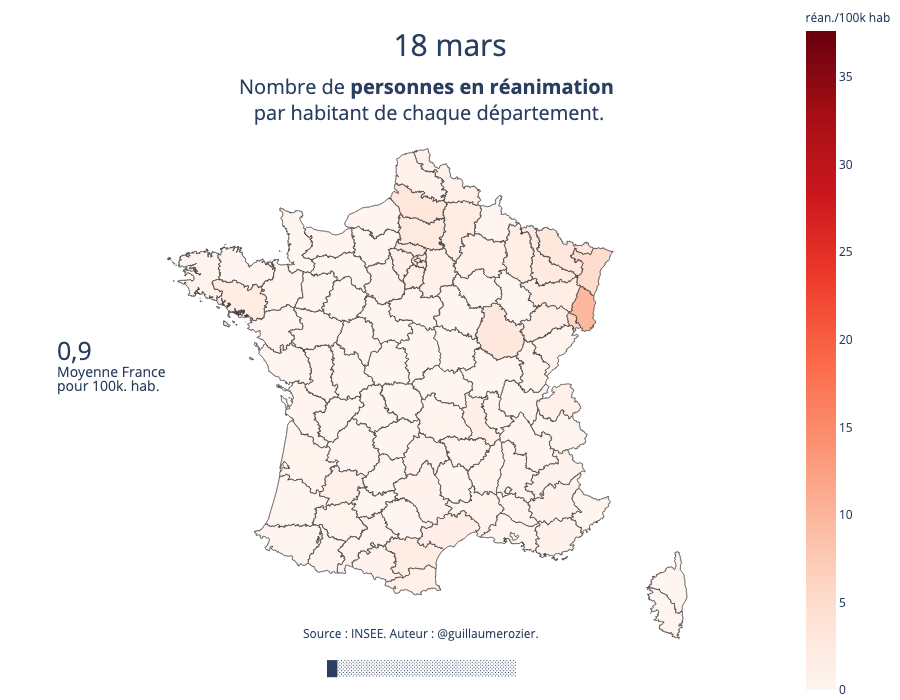 réan./100k hab
18 mars
Nombre de personnes en réanimation
par habitant de chaque département.
35
30
25
20
15
10
5
0
0,9
Moyenne France
pour 100k. hab.
Source : INSEE. Auteur : @guillaumerozier.